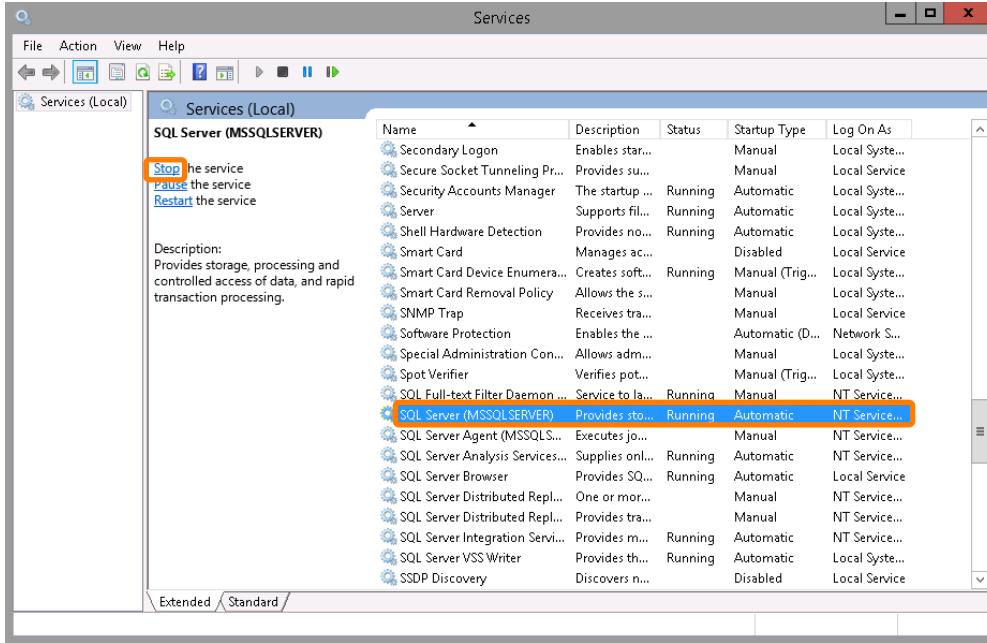 Services
File Action View Help
Services (Local)
Services (Local)
SQL Server (MSSQLSERVER)
Stop the service
Pause the service
Restart the service
Description:
Provides storage, processing and
controlled access of data, and rapid
transaction processing.
Name Description Status Startup Type Log On As
Secondary Logon Enables star... Manual Local Syste...
Secure Socket Tunneling Pr... Provides su... Manual Local Service
Security Accounts Manager The startup ... Running Automatic Local Syste...
Server Supports fil... Running Automatic Local Syste...
Shell Hardware Detection Provides no... Running Automatic Local Syste...
Smart Card Manages ac... Disabled Local Service
Smart Card Device Enumera... Creates soft... Running Manual (Trig... Local Syste...
Smart Card Removal Policy Allows the s... Manual Local Syste...
SNMP Trap Receives tra... Manual Local Service
Software Protection Enables the ... Automatic (D... Network S...
Special Administration Con... Allows adm... Manual Local Syste...
Spot Verifier Verifies pot... Manual (Trig... Local Syste...
SQL Full-text Filter Daemon ... Service to la... Running Manual NT Service...
SQL Server (MSSQLSERVER) Provides sto... Running Automatic NT Service...
SQL Server Agent (MSSQLS... Executes jo... Manual NT Service...
SQL Server Analysis Services... Supplies onl... Running Automatic NT Service...
SQL Server Browser Provides SQ... Running Automatic Local Service
SQL Server Distributed Repl... One or mor... Manual NT Service...
SQL Server Distributed Repl... Provides tra... Manual NT Service...
SQL Server Integration Servi... Provides m... Running Automatic NT Service...
SQL Server VSS Writer Provides th... Running Automatic Local Syste...
SSDP Discovery Discovers n... Disabled Local Service
Extended Standard